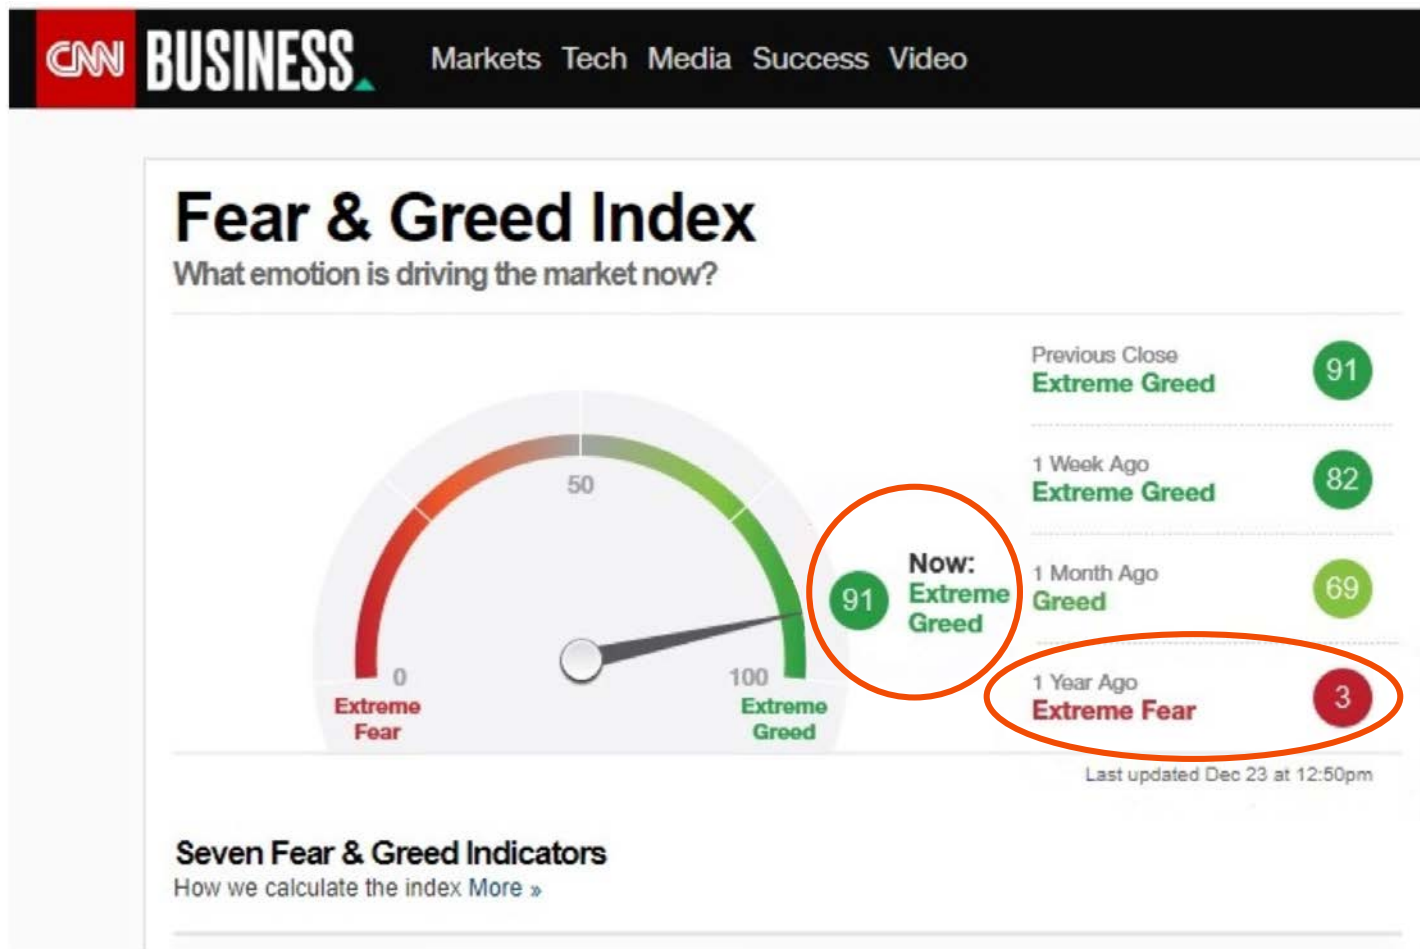 CNN BUSINESS Markets Tech Media Success Video
Fear & Greed Index
What emotion is driving the market now?
50
0
Extreme
Fear
100
Extreme
Greed
91
Now:
Extreme
Greed
Previous Close
Extreme Greed
91
1 Week Ago
Extreme Greed
82
1 Month Ago
Greed
69
1 Year Ago
Extreme Fear
3
Last updated Dec 23 at 12:50pm
Seven Fear & Greed Indicators
How we calculate the index More »